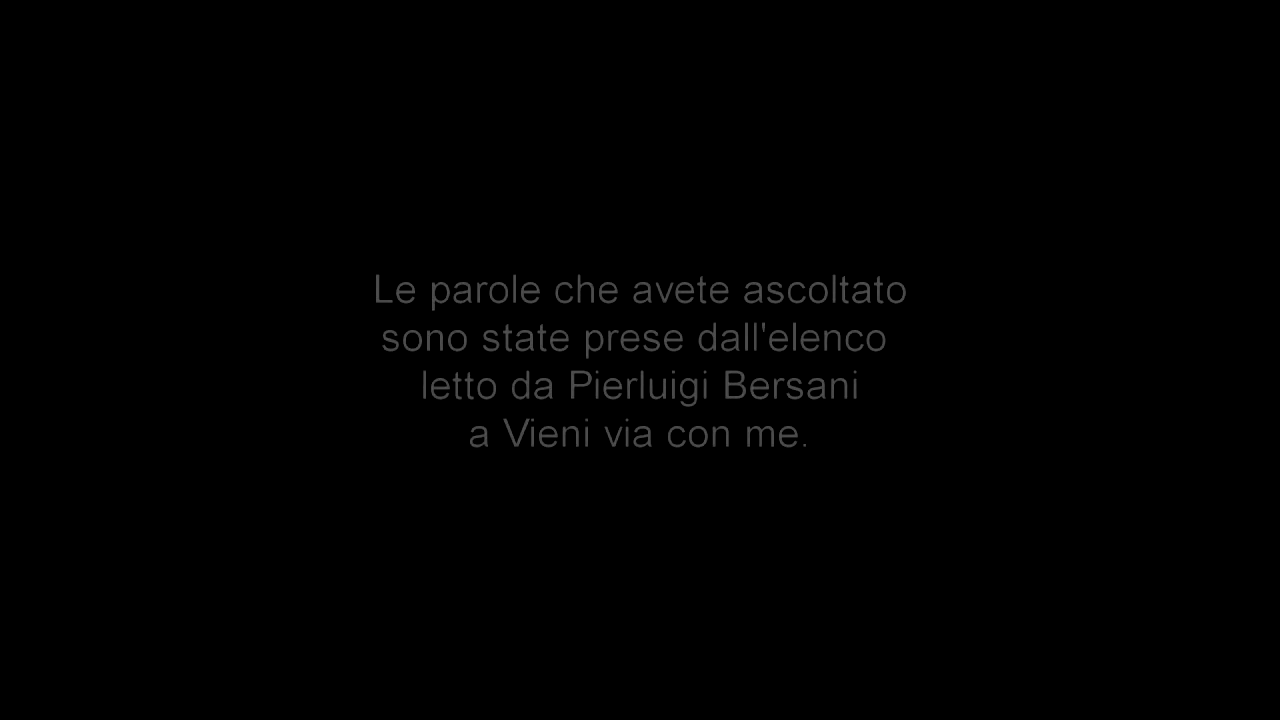 Le parole che avete ascoltato
sono state prese dall'elenco
letto da Pierluigi Bersani
a Vieni via con me.